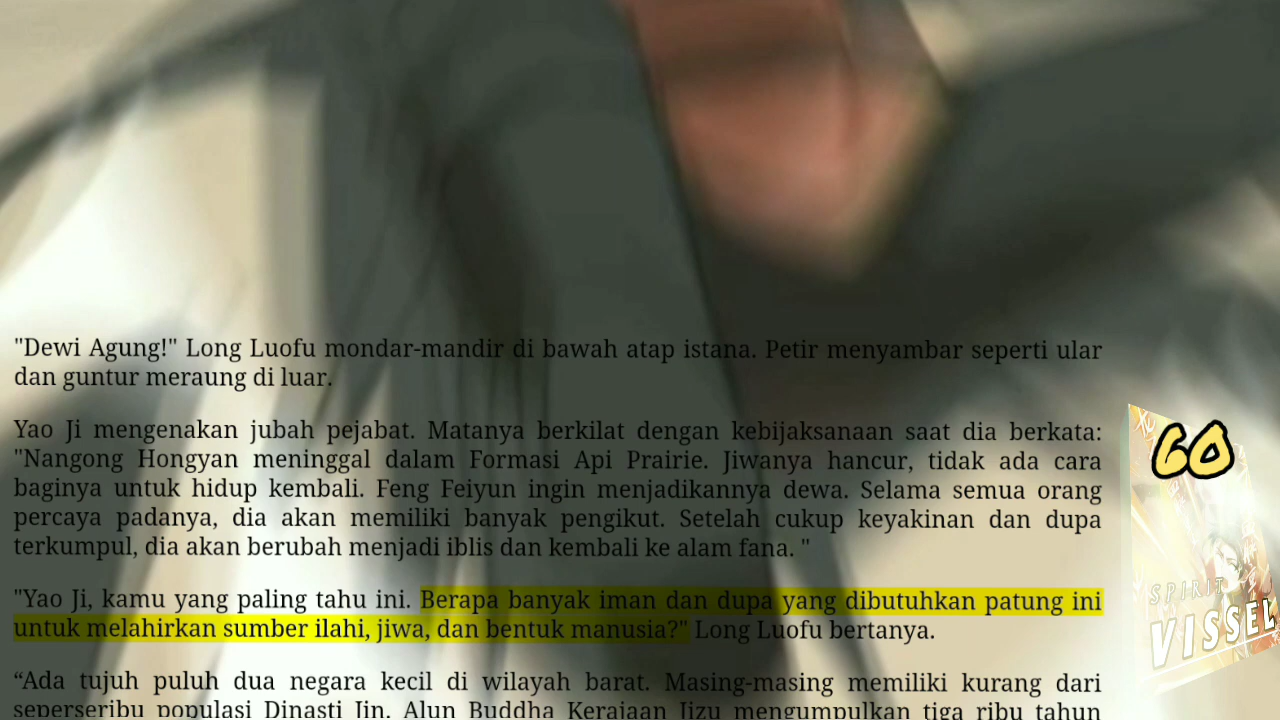 "Dewi Agung!" Long Luofu mondar-mandir di bawah atap istana. Petir menyambar seperti ular
dan guntur meraung di luar.
Yao Ji mengenakan jubah pejabat. Matanya berkilat dengan kebijaksanaan saat dia berkata:
"Nangong Hongyan meninggal dalam Formasi Api Prairie. Jiwanya hancur, tidak ada cara
baginya untuk hidup kembali. Feng Feiyun ingin menjadikannya dewa. Selama semua orang
percaya padanya, dia akan memiliki banyak pengikut. Setelah cukup keyakinan dan dupa
terkumpul, dia akan berubah menjadi iblis dan kembali ke alam fana. "
"Yao Ji, kamu yang paling tahu ini. Berapa banyak iman dan dupa yang dibutuhkan patung ini
untuk melahirkan sumber ilahi, jiwa, dan bentuk manusia?" Long Luofu bertanya.
“Ada tujuh puluh dua negara kecil di wilayah barat. Masing-masing memiliki kurang dari
seperseribu populasi Dinasti Jin. Alun Buddha Kerajaan Jizu mengumpulkan tiga ribu tahun
60
SPIRIT
VISSEL